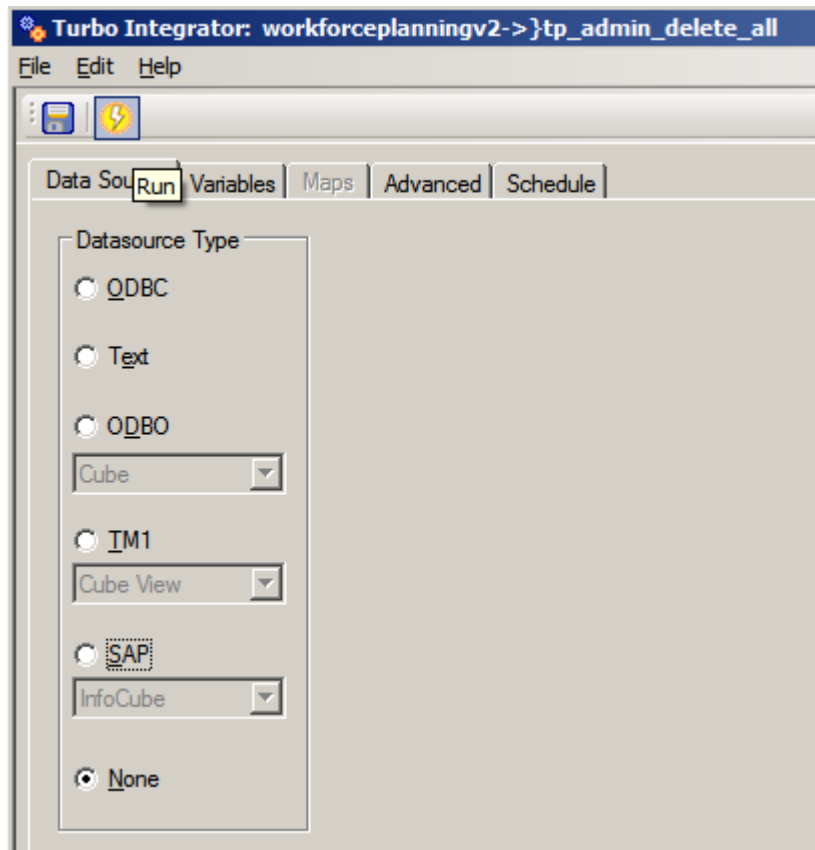 Turbo Integrator: workforceplanningv2->}tp_admin_delete_all
File Edit Help
Data Sou Run Variables Maps Advanced Schedule
Datasource Type
ODBC
Text
ODBO
Cube
TM1
Cube View
SAP
InfoCube
None